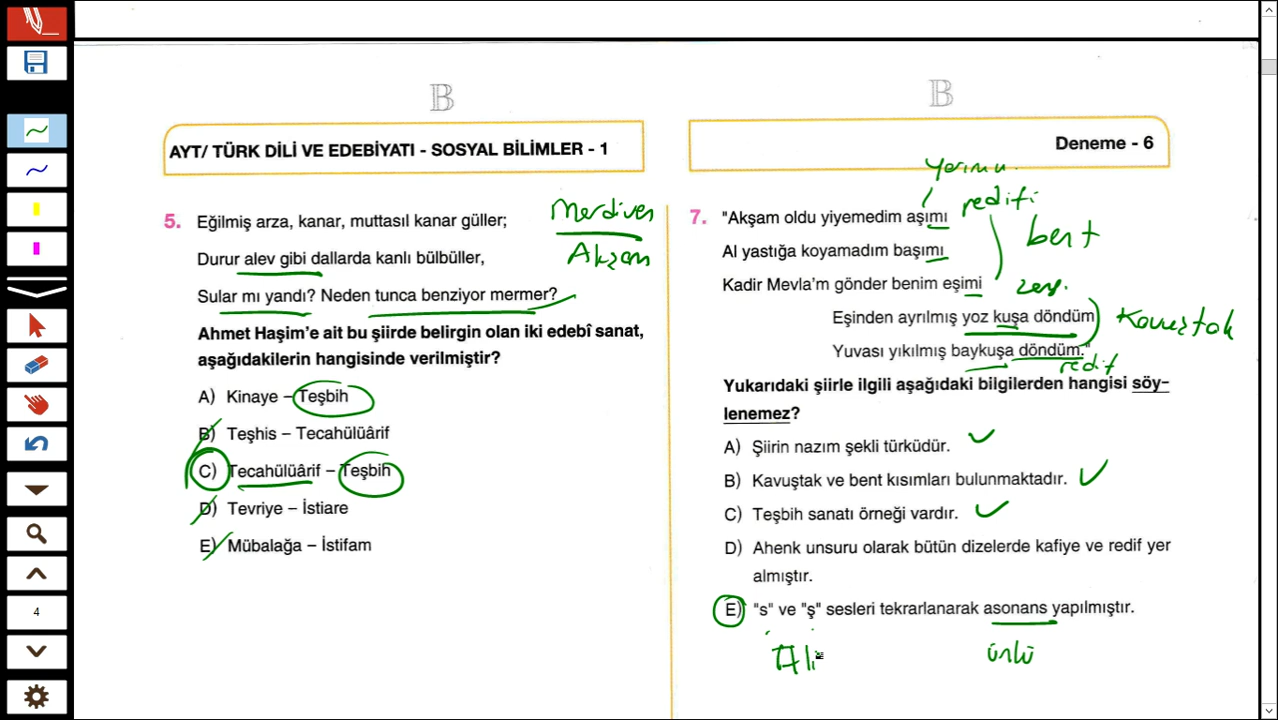 B
AYT/ TÜRK DİLİ VE EDEBİYATI - SOSYAL BİLİMLER - 1
5. Eğilmiş arza, kanar, muttasıl kanar güller;
Durur alev gibi dallarda kanlı bülbüller,
Sular mı yandı? Neden tunca benziyor mermer?
Merdiven
Ahmet Haşim'e ait bu şiirde belirgin olan iki edebî sanat,
aşağıdakilerin hangisinde verilmiştir?
A) Kinaye – Teşbih
B) Teşhis – Tecahülüârif
C) Tecahülüârif – Teşbih
D) Tevriye – İstiare
E) Mübalağa – İstifam
B
Deneme - 6
redifi
7. "Akşam oldu yiyemedim aşımı
Al yastığa koyamadım başımı
bent
Kadir Mevla'm gönder benim eşimi
Eşinden ayrılmış yoz kuşa döndüm
Kavuştak
Yuvası yıkılmış baykuşa döndüm."
redif
Yukarıdaki şiirle ilgili aşağıdaki bilgilerden hangisi söy-
lenemez?
A) Şiirin nazım şekli türküdür.
B) Kavuştak ve bent kısımları bulunmaktadır.
C) Teşbih sanatı örneği vardır.
D) Ahenk unsuru olarak bütün dizelerde kafiye ve redif yer
almıştır.
E) "s" ve "ş" sesleri tekrarlanarak asonans yapılmıştır.
Ali
ünlü
4